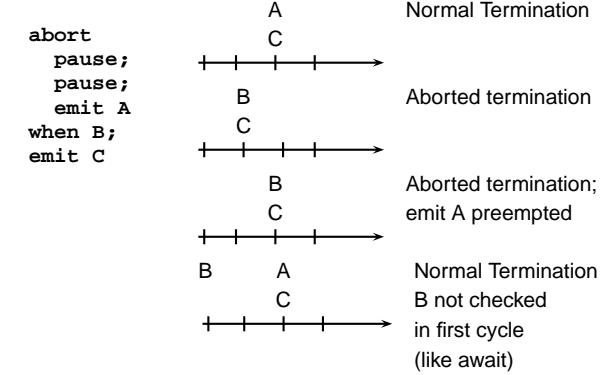 abort
pause;
pause;
emit A
when B;
emit C
A
C
Normal Termination
B
C
Aborted termination
B
C
Aborted termination;
emit A preempted
B A
C
Normal Termination
B not checked
in first cycle
(like await)